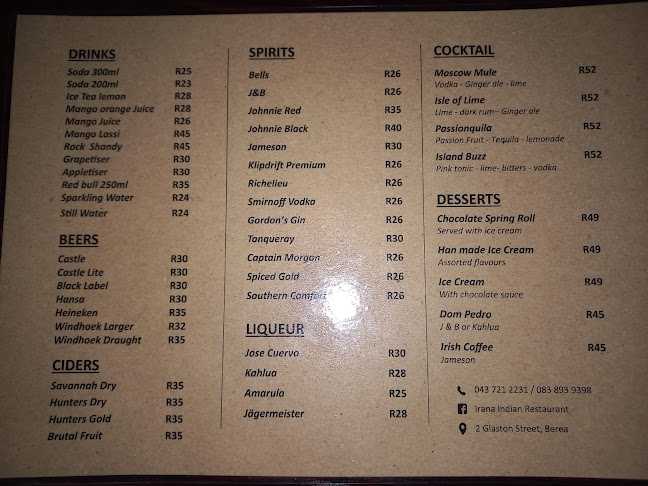 DRINKS
Soda 300ml R25
Soda 200ml R23
Ice Tea lemon R28
Mango orange Juice R28
Mango Juice R26
Mango Lassi R45
Rock Shandy R45
Grapetiser R30
Appletiser R30
Red bull 250ml R35
Sparkling Water R24
Still Water R24
BEERS
Castle R30
Castle Lite R30
Black Label R30
Hansa R30
Heineken R35
Windhoek Larger R32
Windhoek Draught R35
CIDERS
Savannah Dry R35
Hunters Dry R35
Hunters Gold R35
Brutal Fruit R35
SPIRITS
Bells R26
J&B R26
Johnnie Red R35
Johnnie Black R40
Jameson R30
Klipdrift Premium R26
Richelieu R26
Smirnoff Vodka R26
Gordon's Gin R26
Tanqueray R30
Captain Morgan R26
Spiced Gold R26
Southern Comfort R26
LIQUEUR
Jose Cuervo R30
Kahlua R28
Amarula R25
Jägermeister R28
COCKTAIL
Moscow Mule R52
Vodka - Ginger ale - lime
Isle of Lime R52
Lime - dark rum– Ginger ale
Passionquila R52
Passion Fruit - Tequila - lemonade
Island Buzz R52
Pink tonic - lime- bitters - vodka
DESSERTS
Chocolate Spring Roll R49
Served with ice cream
Han made Ice Cream R49
Assorted flavours
Ice Cream R49
With chocolate sauce
Dom Pedro R45
J & B or Kahlua
Irish Coffee R45
Jameson
043 721 2231 / 083 893 9398
Irana Indian Restaurant
2 Glaston Street, Berea